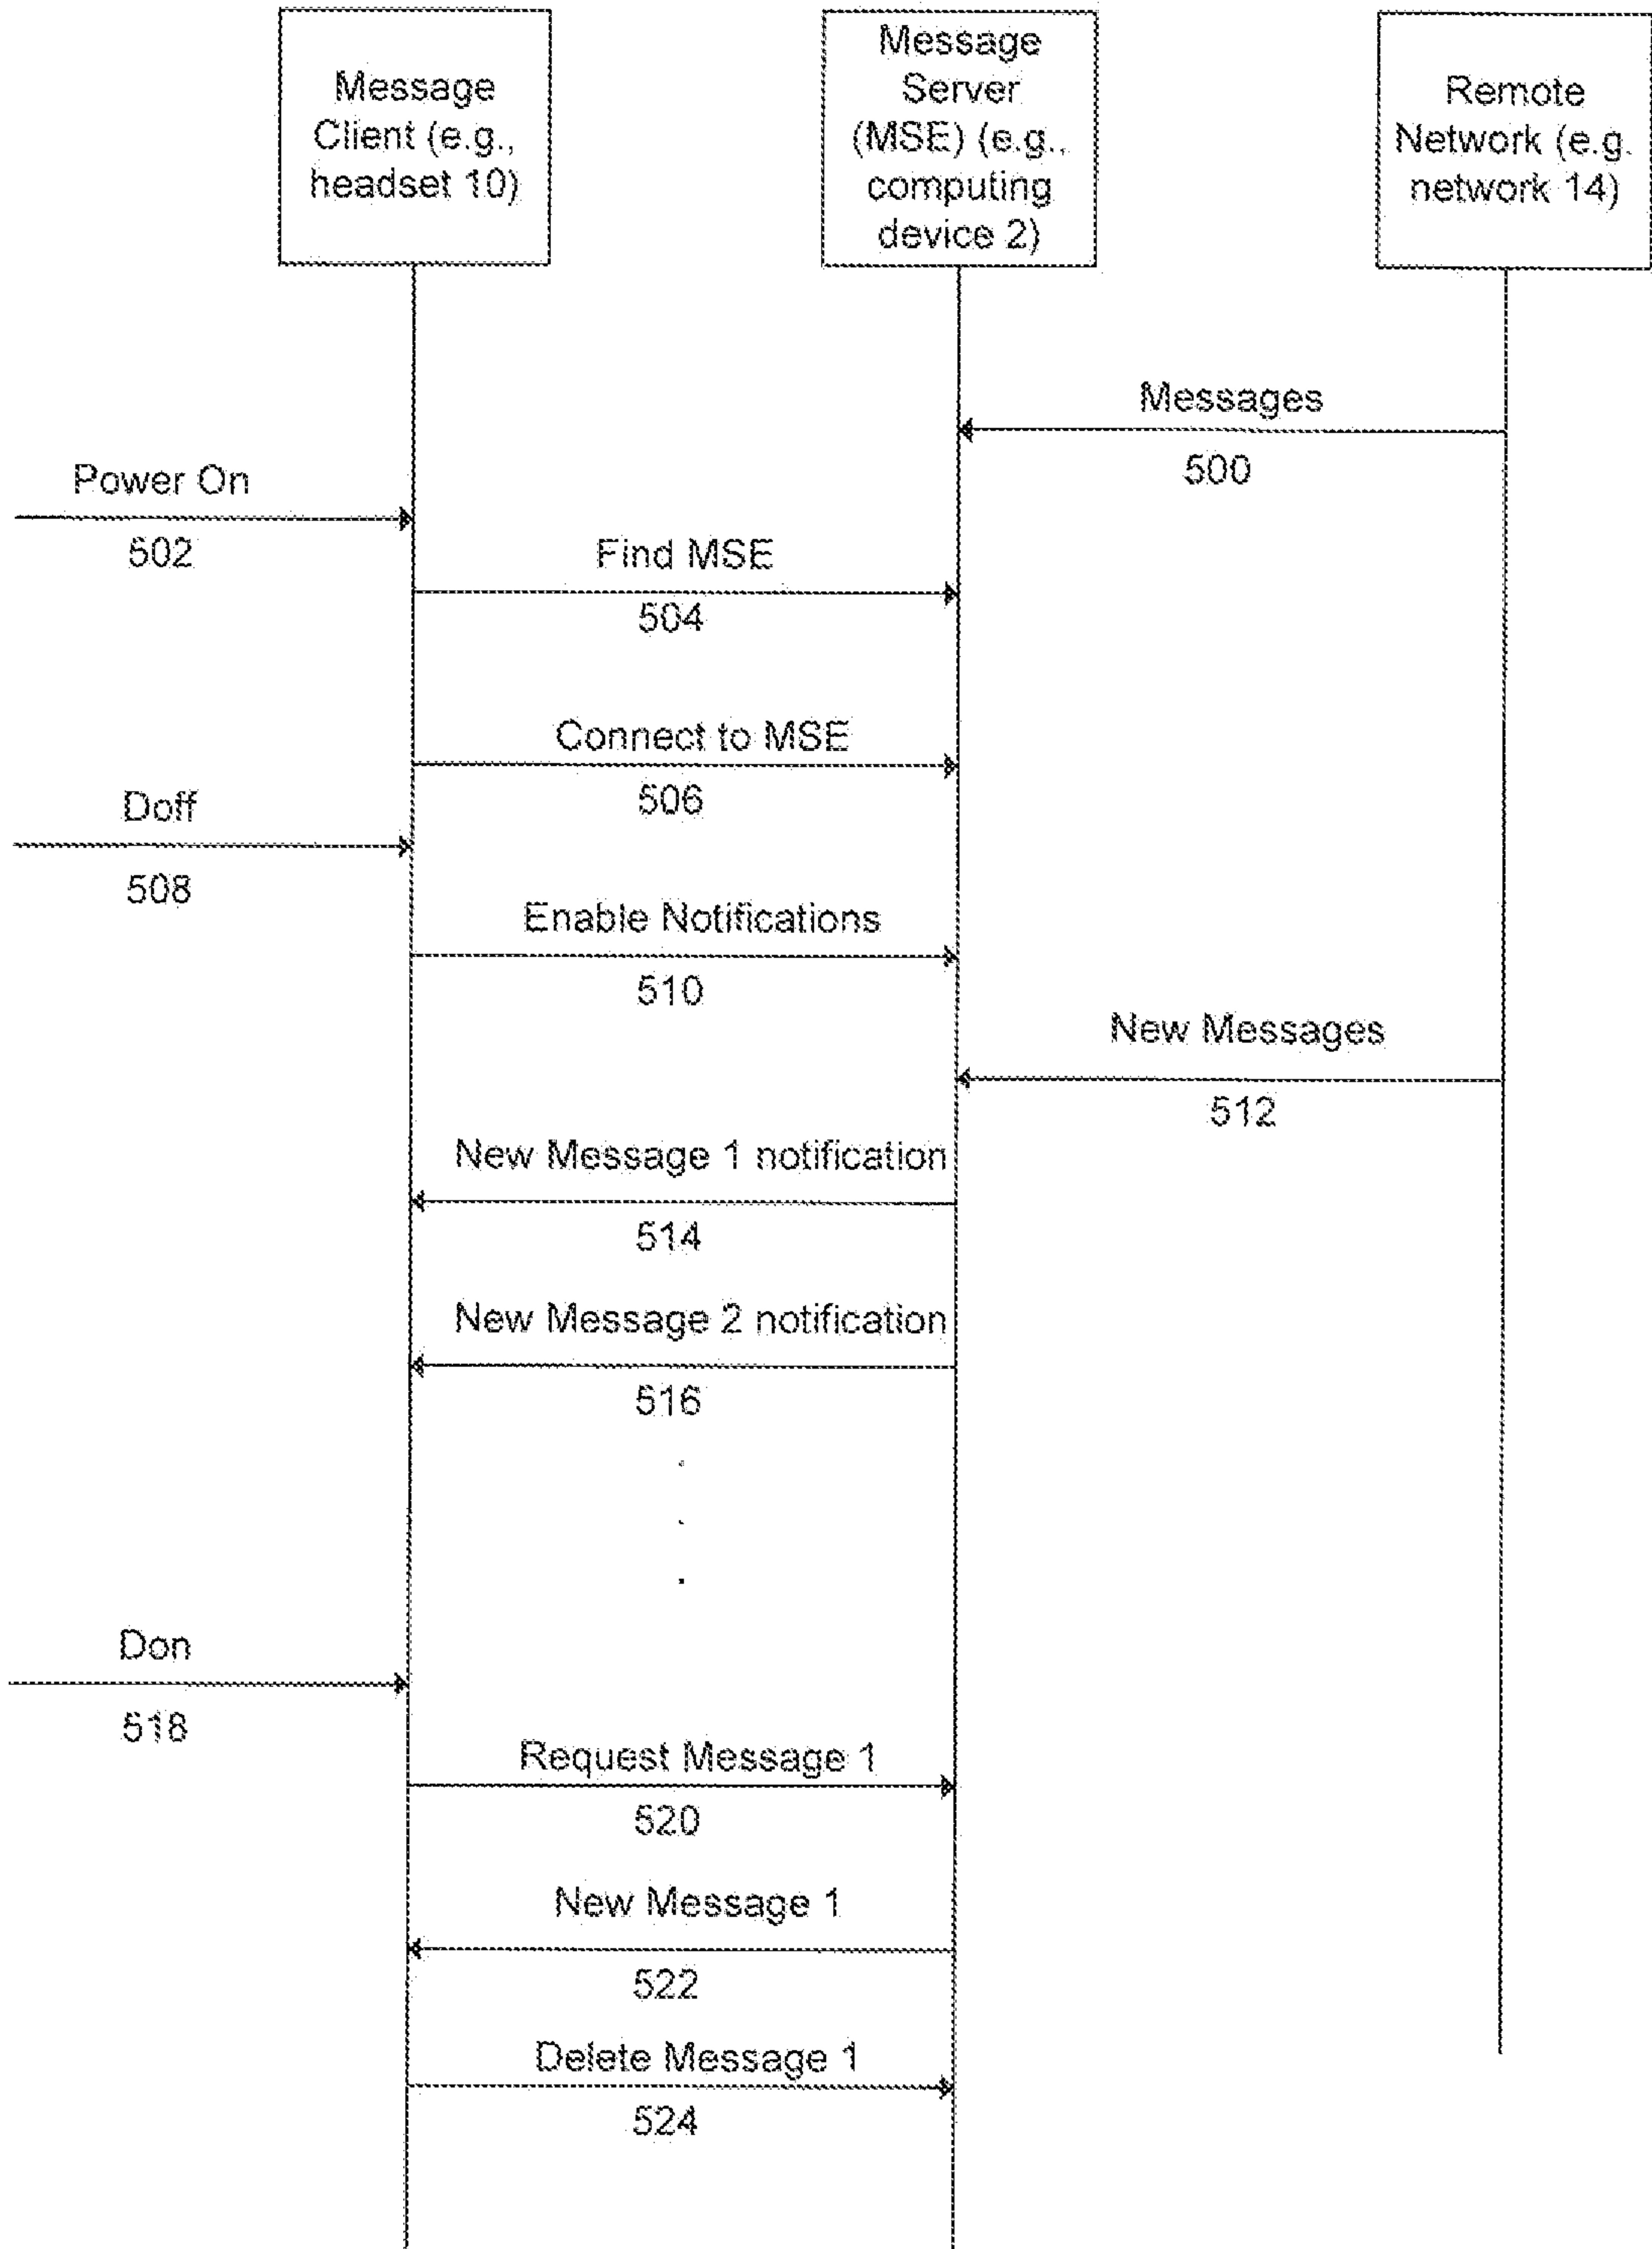 Message
Client (e.g.,
headset 10)
Message
Server
(MSE) (e.g.,
computing
device 2)
Remote
Network (e.g.
network 14)
Messages
500
Power On
502
Find MSE
504
Connect to MSE
506
Doff
508
Enable Notifications
510
New Messages
512
New Message 1 notification
514
New Message 2 notification
516
.
.
.
Don
518
Request Message 1
520
New Message 1
522
Delete Message 1
524